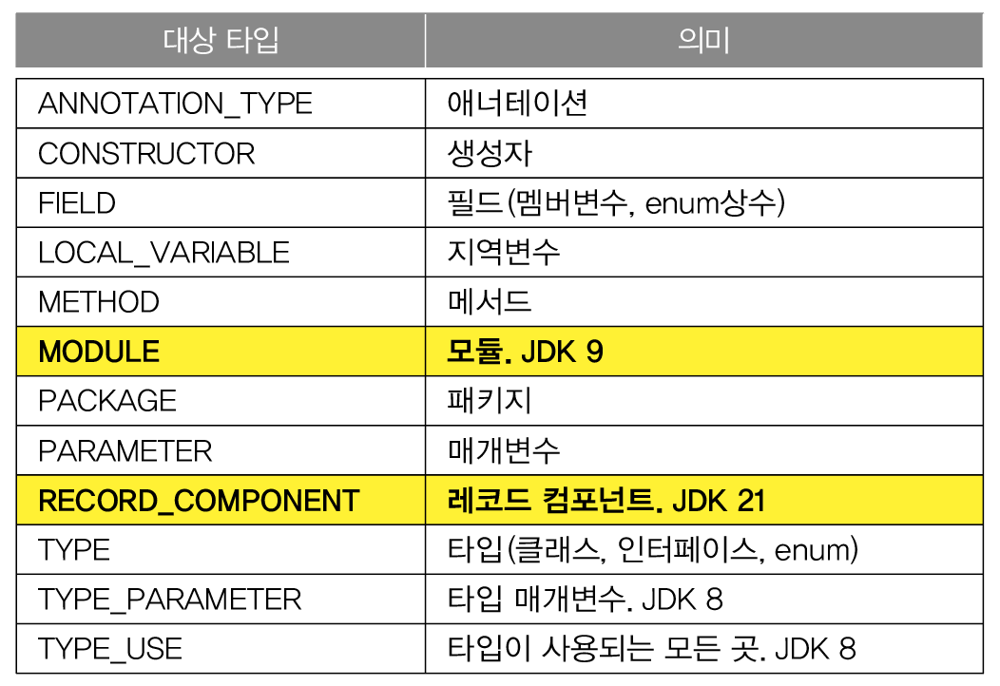 대상 타입 의미
ANNOTATION_TYPE 애너테이션
CONSTRUCTOR 생성자
FIELD 필드(멤버변수, enum상수)
LOCAL_VARIABLE 지역변수
METHOD 메서드
MODULE 모듈. JDK 9
PACKAGE 패키지
PARAMETER 매개변수
RECORD_COMPONENT 레코드 컴포넌트. JDK 21
TYPE 타입(클래스, 인터페이스, enum)
TYPE_PARAMETER 타입 매개변수. JDK 8
TYPE_USE 타입이 사용되는 모든 곳. JDK 8